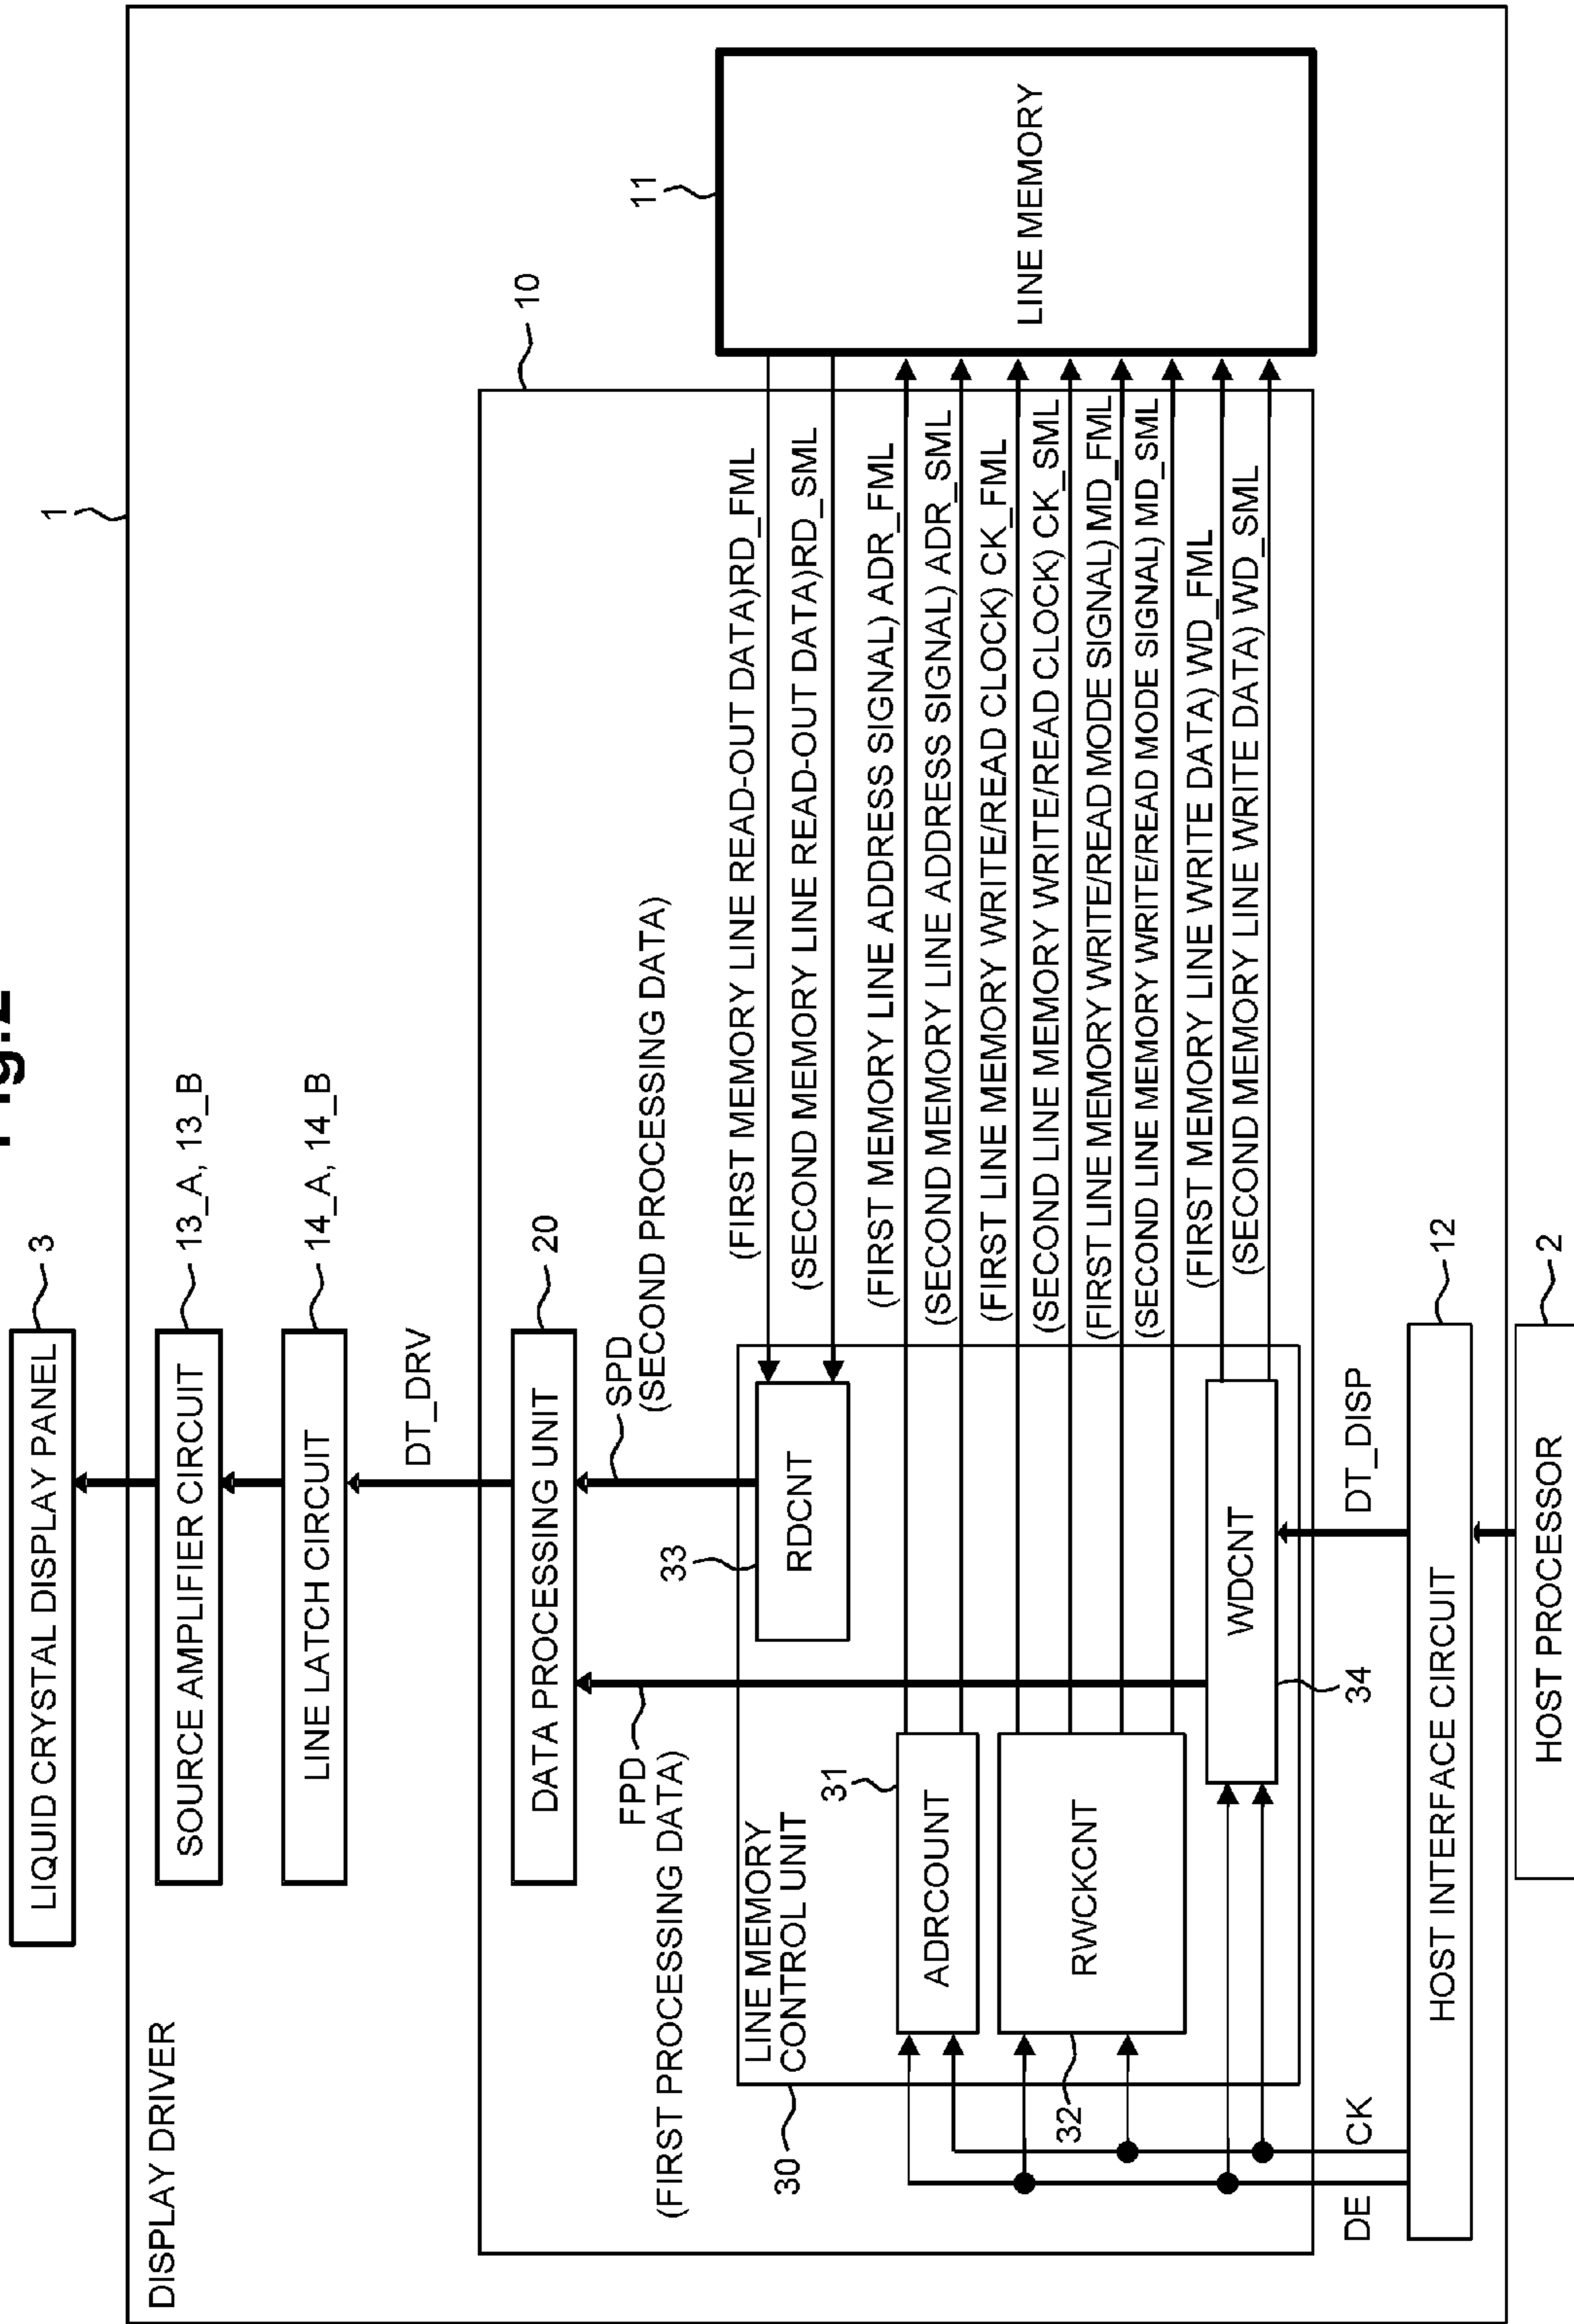 Fig.2
LIQUID CRYSTAL DISPLAY PANEL
3
DISPLAY DRIVER
1
SOURCE AMPLIFIER CIRCUIT
13_A, 13_B
LINE LATCH CIRCUIT
14_A, 14_B
DT_DRV
10
DATA PROCESSING UNIT
20
FPD
(FIRST PROCESSING DATA)
SPD
(SECOND PROCESSING DATA)
11
LINE MEMORY
LINE MEMORY
CONTROL UNIT
30
33
RDCNT
31
ADRCOUNT
32
RWCKCNT
34
WDCNT
(FIRST MEMORY LINE READ-OUT DATA)RD_FML
(SECOND MEMORY LINE READ-OUT DATA)RD_SML
(FIRST MEMORY LINE ADDRESS SIGNAL) ADR_FML
(SECOND MEMORY LINE ADDRESS SIGNAL) ADR_SML
(FIRST LINE MEMORY WRITE/READ CLOCK) CK_FML
(SECOND LINE MEMORY WRITE/READ CLOCK) CK_SML
(FIRST LINE MEMORY WRITE/READ MODE SIGNAL) MD_FML
(SECOND LINE MEMORY WRITE/READ MODE SIGNAL) MD_SML
(FIRST MEMORY LINE WRITE DATA) WD_FML
(SECOND MEMORY LINE WRITE DATA) WD_SML
DE
CK
DT_DISP
HOST INTERFACE CIRCUIT
12
HOST PROCESSOR
2